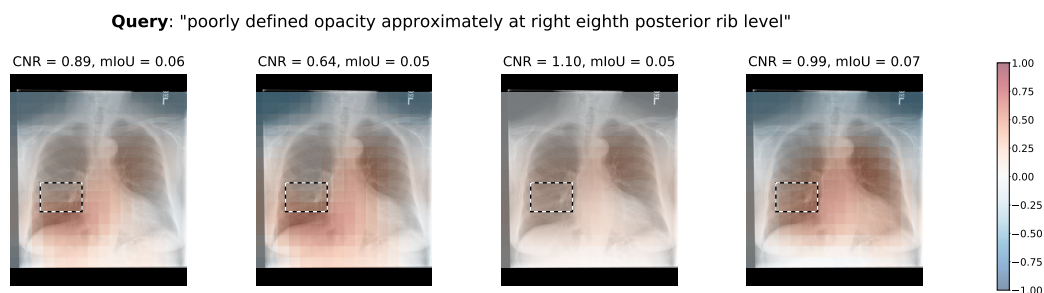 Query: "poorly defined opacity approximately at right eighth posterior rib level"
CNR = 0.89, mIoU = 0.06
CNR = 0.64, mIoU = 0.05
CNR = 1.10, mIoU = 0.05
CNR = 0.99, mIoU = 0.07
1.00
0.75
0.50
0.25
0.00
−0.25
−0.50
−0.75
−1.00